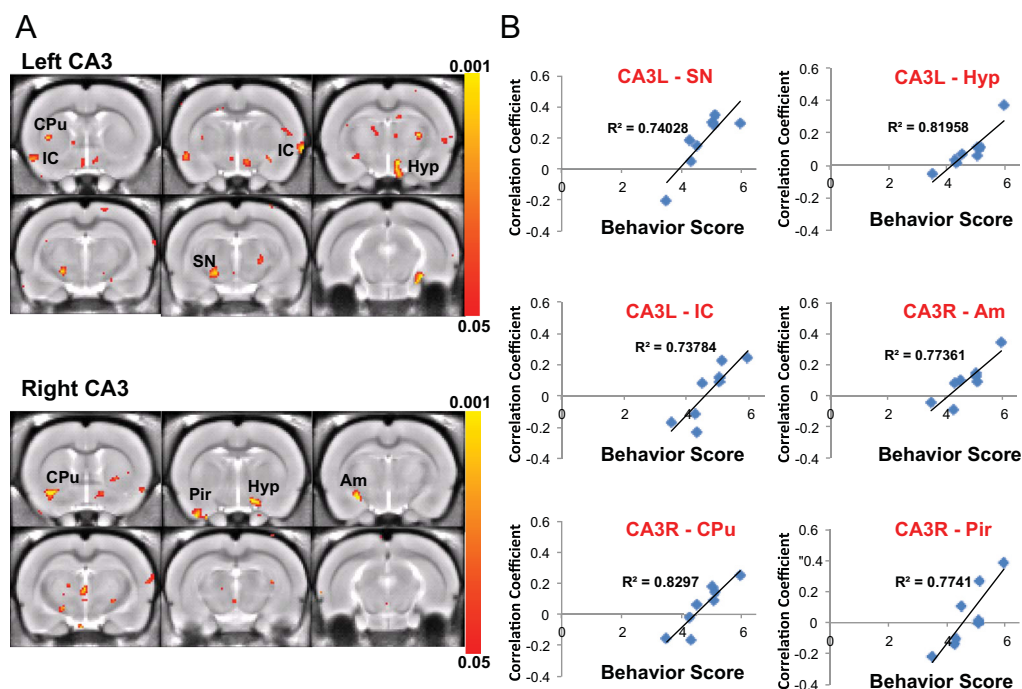 A
Left CA3
0.001
CPu
IC
IC
Hyp
SN
0.05
Right CA3
0.001
CPu
Pir
Hyp
Am
0.05
B
CA3L - SN
R² = 0.74028
Correlation Coefficient
0.6
0.4
0.2
0
-0.2
-0.4
0
2
4
6
Behavior Score
CA3L - Hyp
R² = 0.81958
Correlation Coefficient
0.6
0.4
0.2
0
-0.2
-0.4
0
2
4
6
Behavior Score
CA3L - IC
R² = 0.73784
Correlation Coefficient
0.6
0.4
0.2
0
-0.2
-0.4
0
2
4
6
Behavior Score
CA3R - Am
R² = 0.77361
Correlation Coefficient
0.6
0.4
0.2
0
-0.2
-0.4
0
2
4
6
Behavior Score
CA3R - CPu
R² = 0.8297
Correlation Coefficient
0.6
0.4
0.2
0
-0.2
-0.4
0
2
4
6
Behavior Score
CA3R - Pir
R² = 0.7741
Correlation Coefficient
0.6
"0.4
0.2
0
-0.2
-0.4
0
2
4
6
Behavior Score